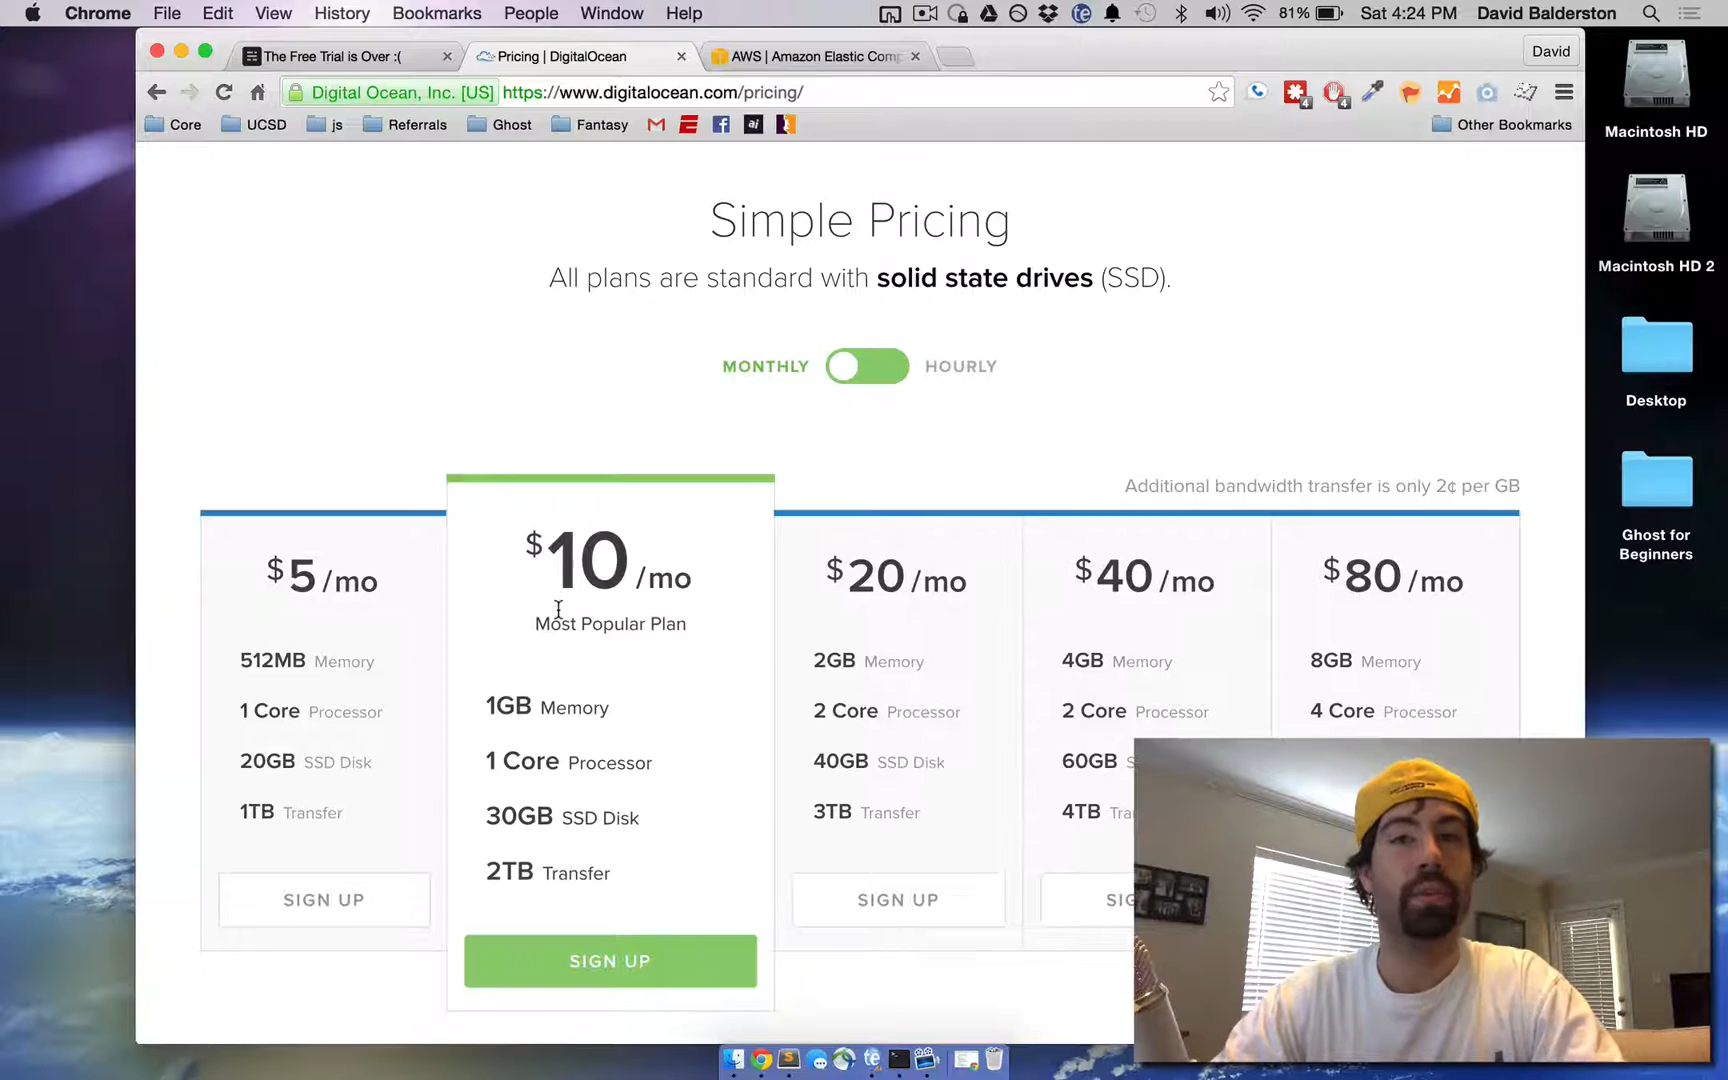 Chrome File Edit View History Bookmarks People Window Help
81% Sat 4:24 PM David Balderston
The Free Trial is Over :(
Pricing | DigitalOcean
AWS | Amazon Elastic Comp
David
Digital Ocean, Inc. [US] https://www.digitalocean.com/pricing/
4
4
Core UCSD js Referrals Ghost Fantasy
ai
Other Bookmarks
Macintosh HD
Macintosh HD 2
Desktop
Ghost for
Beginners
Simple Pricing
All plans are standard with solid state drives (SSD).
MONTHLY HOURLY
Additional bandwidth transfer is only 2¢ per GB
$5/mo
512MB Memory
1 Core Processor
20GB SSD Disk
1TB Transfer
SIGN UP
$10/mo
Most Popular Plan
1GB Memory
1 Core Processor
30GB SSD Disk
2TB Transfer
SIGN UP
$20/mo
2GB Memory
2 Core Processor
40GB SSD Disk
3TB Transfer
SIGN UP
$40/mo
4GB Memory
2 Core Processor
60GB S
4TB Tra
SIG
$80/mo
8GB Memory
4 Core Processor